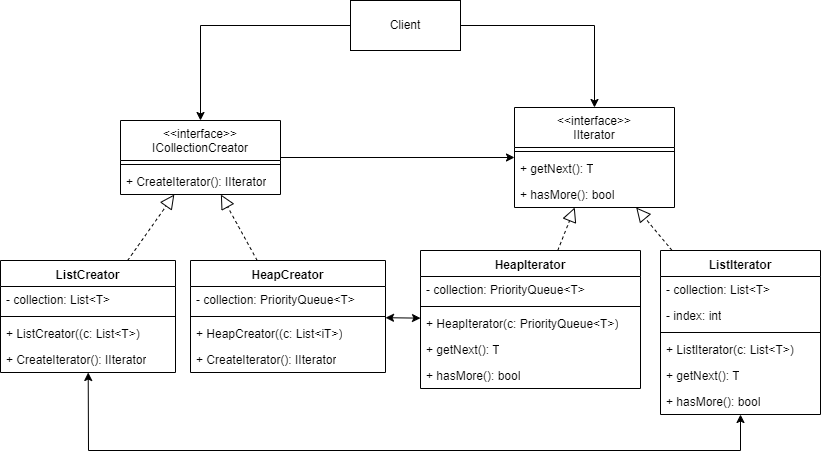 Client
<<interface>>
ICollectionCreator
+ CreateIterator(): IIterator
<<interface>>
IIterator
+ getNext(): T
+ hasMore(): bool
ListCreator
- collection: List<T>
+ ListCreator((c: List<T>)
+ CreateIterator(): IIterator
HeapCreator
- collection: PriorityQueue<T>
+ HeapCreator((c: List<iT>)
+ CreateIterator(): IIterator
HeapIterator
- collection: PriorityQueue<T>
+ HeapIterator(c: PriorityQueue<T>)
+ getNext(): T
+ hasMore(): bool
ListIterator
- collection: List<T>
- index: int
+ ListIterator(c: List<T>)
+ getNext(): T
+ hasMore(): bool